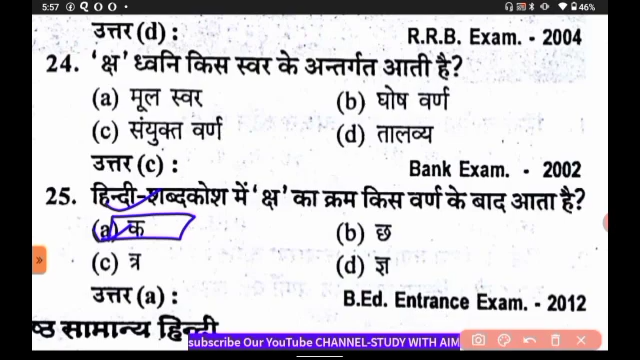 5:57 Q O O 46%
उत्तर (d) :
R.R.B. Exam. - 2004
24. 'क्ष' ध्वनि किस स्वर के अन्तर्गत आती है?
(a) मूल स्वर (b) घोष वर्ण
(c) संयुक्त वर्ण (d) तालव्य
उत्तर (c) : Bank Exam. - 2002
25. हिन्दी-शब्दकोश में 'क्ष' का क्रम किस वर्ण के बाद आता है?
(a) क (b) छ
(c) त्र (d) ज्ञ
उत्तर (a) : B.Ed. Entrance Exam. - 2012
ष्ठ सामान्य हिन्दी
subscribe Our YouTube CHANNEL-STUDY WITH AIM